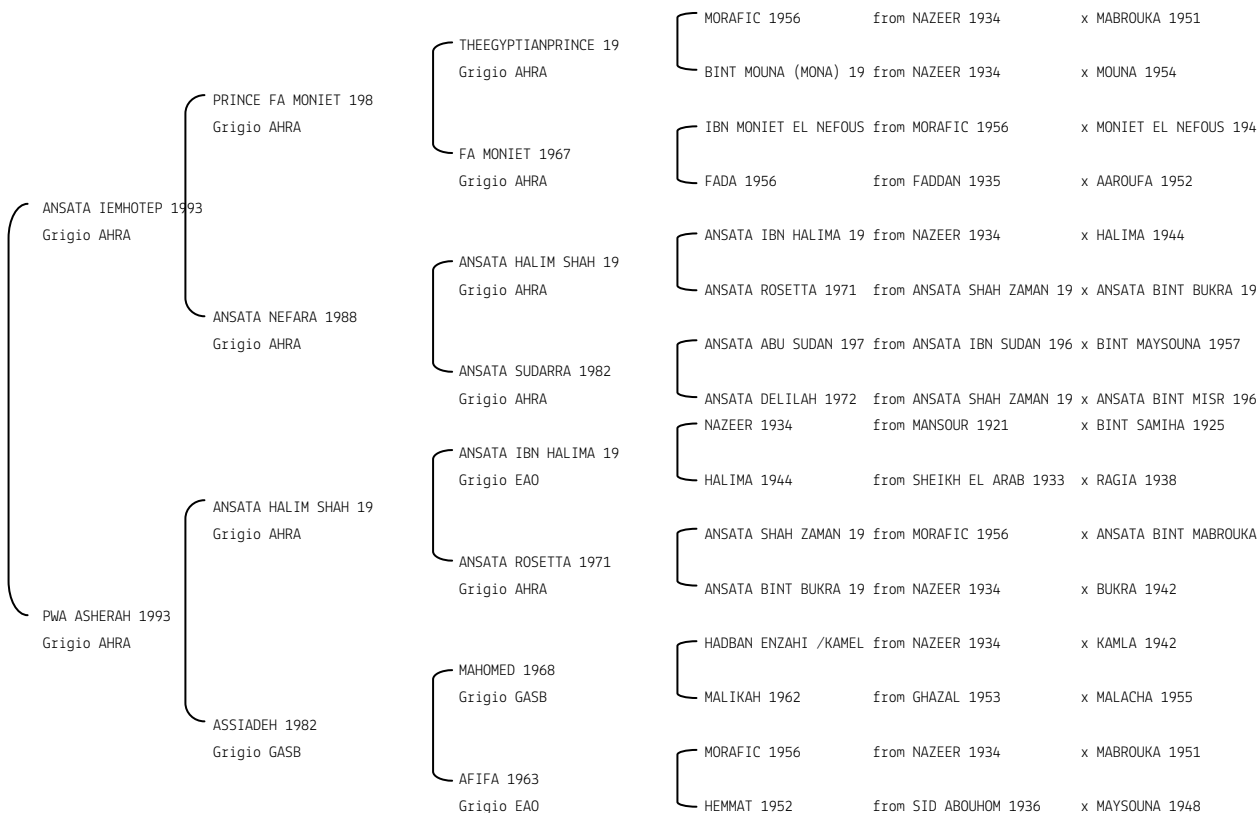 MORAFIC 1956 from NAZEER 1934 x MABROUKA 1951
THEEGYPTIANPRINCE 19
Grigio AHRA
BINT MOUNA (MONA) 19 from NAZEER 1934 x MOUNA 1954
PRINCE FA MONIET 198
Grigio AHRA
IBN MONIET EL NEFOUS from MORAFIC 1956 x MONIET EL NEFOUS 194
FA MONIET 1967
Grigio AHRA
FADA 1956 from FADDAN 1935 x AAROUFA 1952
ANSATA IEMHOTEP 1993
Grigio AHRA
ANSATA IBN HALIMA 19 from NAZEER 1934 x HALIMA 1944
ANSATA HALIM SHAH 19
Grigio AHRA
ANSATA ROSETTA 1971 from ANSATA SHAH ZAMAN 19 x ANSATA BINT BUKRA 19
ANSATA NEFARA 1988
Grigio AHRA
ANSATA ABU SUDAN 197 from ANSATA IBN SUDAN 196 x BINT MAYSOUNA 1957
ANSATA SUDARRA 1982
Grigio AHRA
ANSATA DELILAH 1972 from ANSATA SHAH ZAMAN 19 x ANSATA BINT MISR 196
NAZEER 1934 from MANSOUR 1921 x BINT SAMIHA 1925
ANSATA IBN HALIMA 19
Grigio EAO
HALIMA 1944 from SHEIKH EL ARAB 1933 x RAGIA 1938
ANSATA HALIM SHAH 19
Grigio AHRA
ANSATA SHAH ZAMAN 19 from MORAFIC 1956 x ANSATA BINT MABROUKA
ANSATA ROSETTA 1971
Grigio AHRA
ANSATA BINT BUKRA 19 from NAZEER 1934 x BUKRA 1942
PWA ASHERAH 1993
Grigio AHRA
HADBAN ENZAHI /KAMEL from NAZEER 1934 x KAMLA 1942
MAHOMED 1968
Grigio GASB
MALIKAH 1962 from GHAZAL 1953 x MALACHA 1955
ASSIADEH 1982
Grigio GASB
MORAFIC 1956 from NAZEER 1934 x MABROUKA 1951
AFIFA 1963
Grigio EAO
HEMMAT 1952 from SID ABOUHOM 1936 x MAYSOUNA 1948